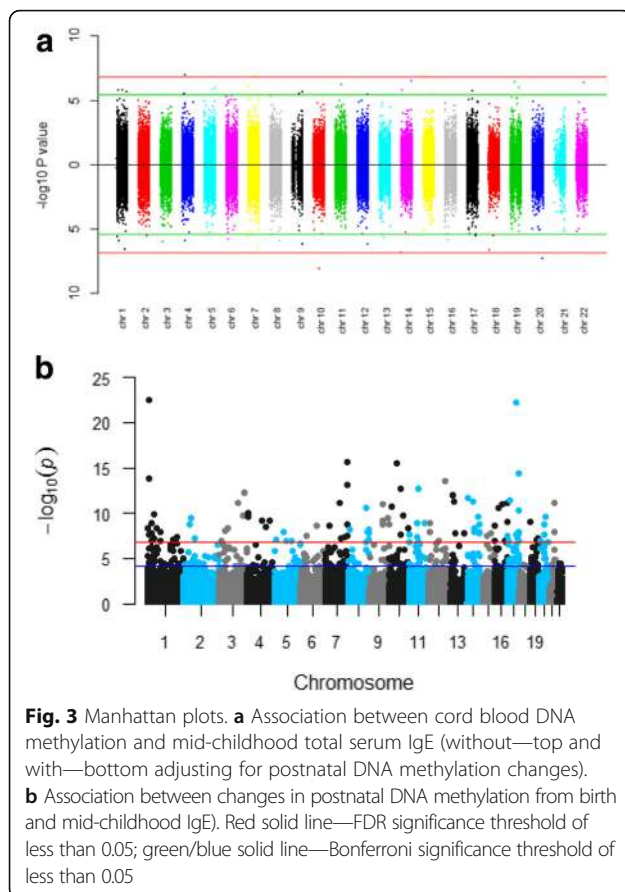 a
10
5
0
5
10
-log10 P value
chr 1 chr 2 chr 3 chr 4 chr 5 chr 6 chr 7 chr 8 chr 9 chr 10 chr 11 chr 12 chr 13 chr 14 chr 15 chr 16 chr 17 chr 18 chr 19 chr 20 chr 21 chr 22
b
25
20
15
10
5
0
−log10(p)
1 2 3 4 5 6 7 9 11 13 16 19
Chromosome
Fig. 3 Manhattan plots. a Association between cord blood DNA
methylation and mid-childhood total serum IgE (without—top and
with—bottom adjusting for postnatal DNA methylation changes).
b Association between changes in postnatal DNA methylation from birth
and mid-childhood IgE). Red solid line—FDR significance threshold of
less than 0.05; green/blue solid line—Bonferroni significance threshold of
less than 0.05